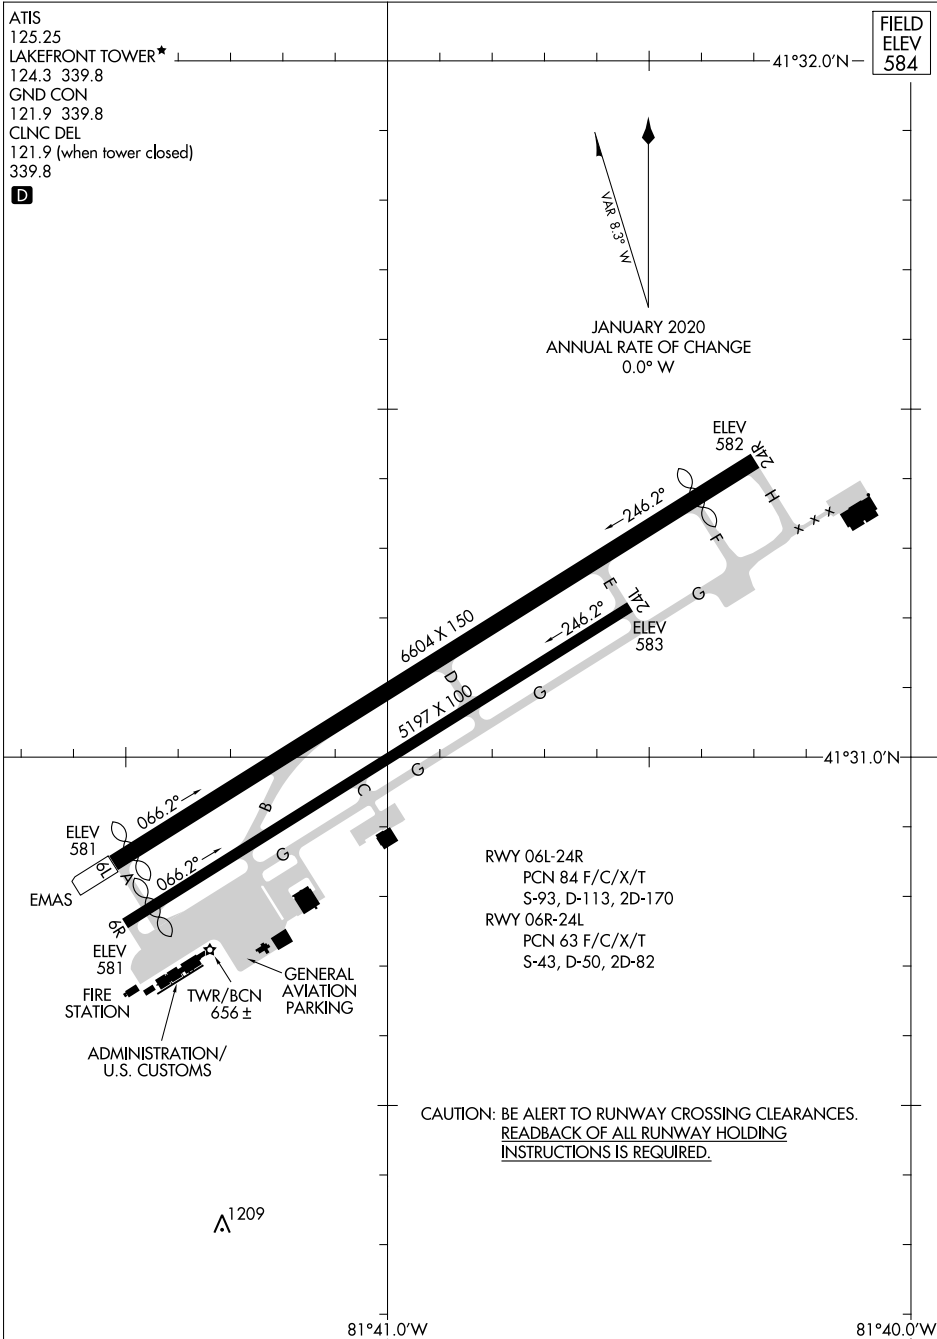 ATIS
125.25
LAKEFRONT TOWER★
124.3 339.8
GND CON
121.9 339.8
CLNC DEL
121.9 (when tower closed)
339.8
D
FIELD
ELEV
584
41°32.0'N
VAR 8.3° W
JANUARY 2020
ANNUAL RATE OF CHANGE
0.0° W
ELEV
582
24R
H
246.2°
F
X X X
E
24L
G
246.2°
ELEV
583
6604 X 150
D
G
5197 X 100
41°31.0'N
G
C
B
066.2°
G
ELEV
581
6L
A
066.2°
EMAS
6R
ELEV
581
RWY 06L-24R
PCN 84 F/C/X/T
S-93, D-113, 2D-170
RWY 06R-24L
PCN 63 F/C/X/T
S-43, D-50, 2D-82
FIRE
STATION
TWR/BCN
656 ±
GENERAL
AVIATION
PARKING
ADMINISTRATION/
U.S. CUSTOMS
CAUTION: BE ALERT TO RUNWAY CROSSING CLEARANCES.
READBACK OF ALL RUNWAY HOLDING
INSTRUCTIONS IS REQUIRED.
1209
81°41.0'W
81°40.0'W